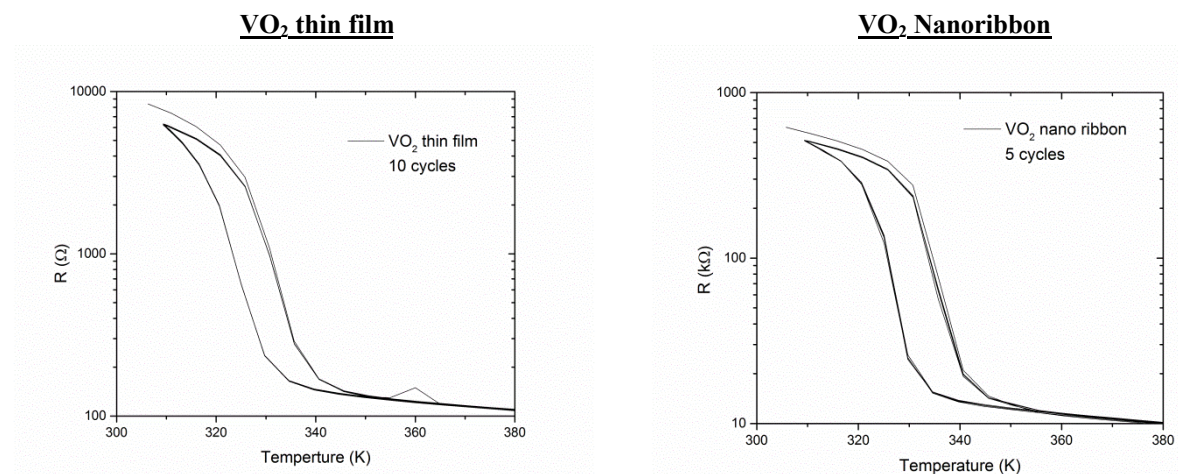 VO₂ thin film
10000
1000
100
R (Ω)
VO₂ thin film
10 cycles
300
320
340
360
380
Temperture (K)
VO₂ Nanoribbon
1000
100
10
R (kΩ)
VO₂ nano ribbon
5 cycles
300
320
340
360
380
Temperature (K)